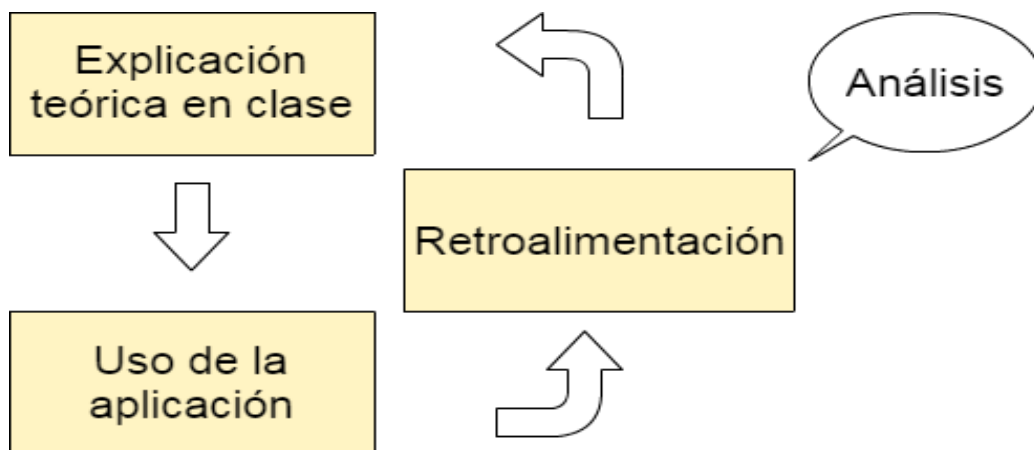 Explicación
teórica en clase
Análisis
Retroalimentación
Uso de la
aplicación